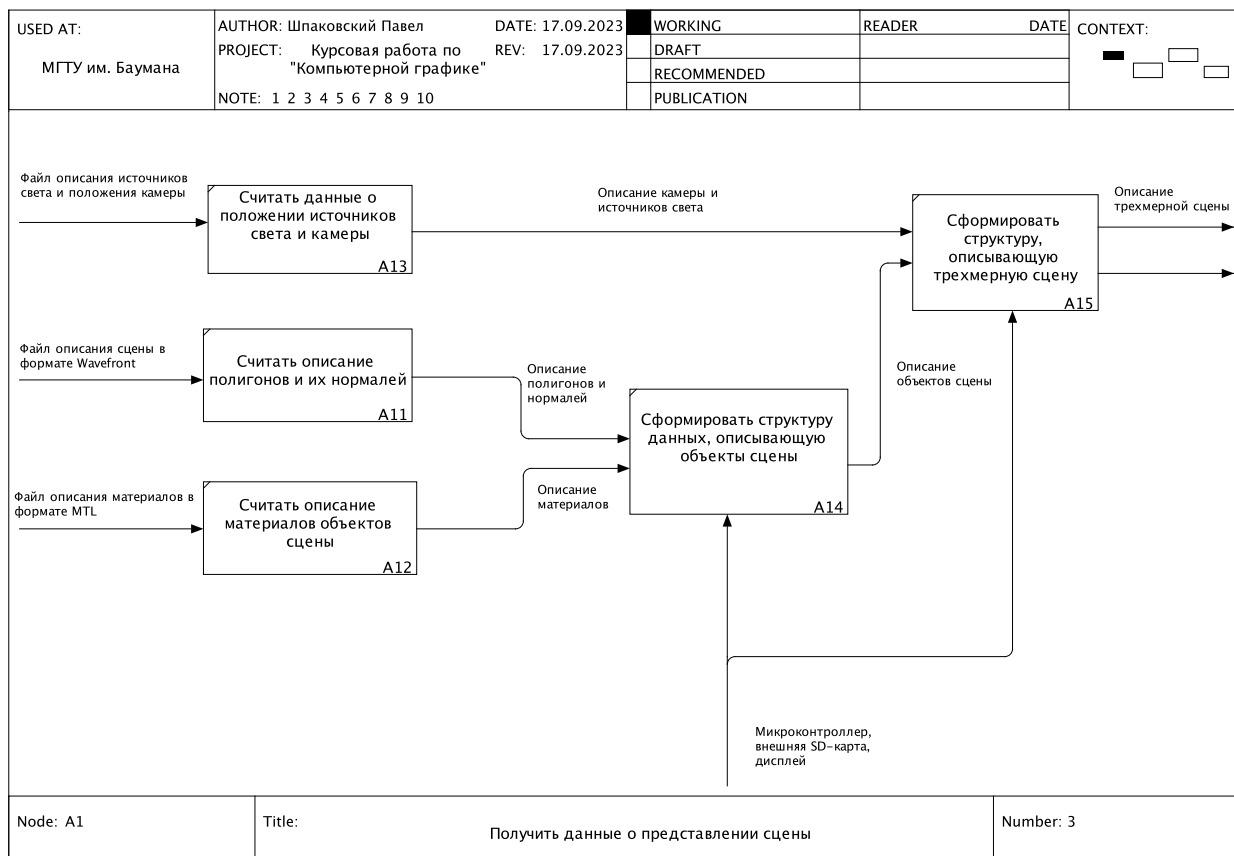 USED AT:
МГТУ им. Баумана
AUTHOR: Шпаковский Павел
DATE: 17.09.2023
PROJECT: Курсовая работа по
"Компьютерной графике"
REV: 17.09.2023
NOTE: 1 2 3 4 5 6 7 8 9 10
WORKING
DRAFT
RECOMMENDED
PUBLICATION
READER
DATE
CONTEXT:
Файл описания источников
света и положения камеры
Считать данные о
положении источников
света и камеры
A13
Описание камеры и
источников света
Сформировать
структуру,
описывающую
трехмерную сцену
A15
Описание
трехмерной сцены
Файл описания сцены в
формате Wavefront
Считать описание
полигонов и их нормалей
A11
Описание
полигонов и
нормалей
Сформировать структуру
данных, описывающую
объекты сцены
A14
Описание
объектов сцены
Файл описания материалов в
формате MTL
Считать описание
материалов объектов
сцены
A12
Описание
материалов
Микроконтроллер,
внешняя SD-карта,
дисплей
Node: A1
Title:
Получить данные о представлении сцены
Number: 3